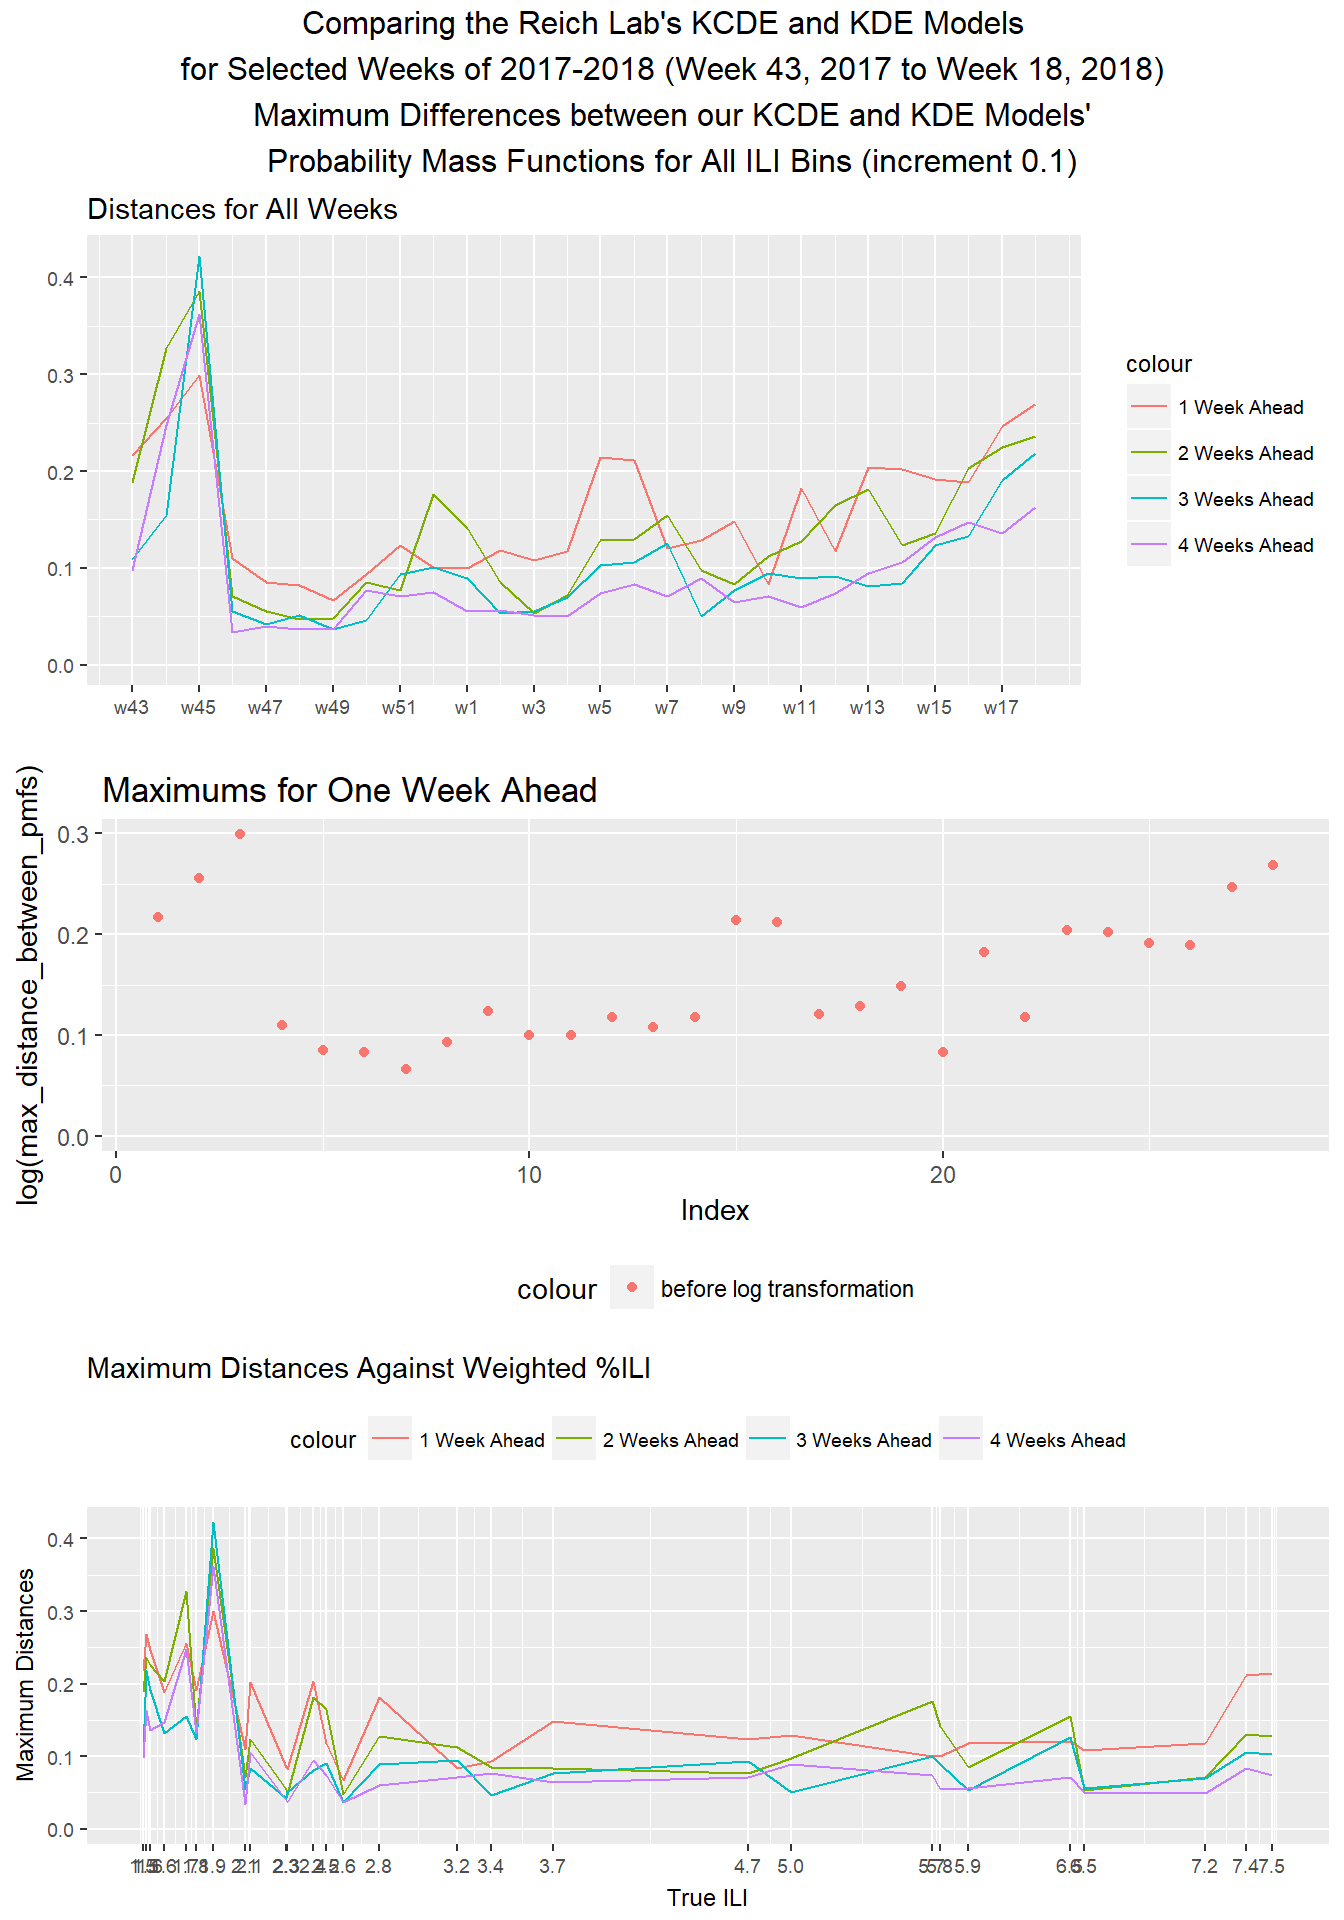 Comparing the Reich Lab's KCDE and KDE Models
for Selected Weeks of 2017-2018 (Week 43, 2017 to Week 18, 2018)
Maximum Differences between our KCDE and KDE Models'
Probability Mass Functions for All ILI Bins (increment 0.1)
Distances for All Weeks
0.4
0.3
0.2
0.1
0.0
w43 w45 w47 w49 w51 w1 w3 w5 w7 w9 w11 w13 w15 w17
colour
1 Week Ahead
2 Weeks Ahead
3 Weeks Ahead
4 Weeks Ahead
Maximums for One Week Ahead
log(max_distance_between_pmfs)
0.3
0.2
0.1
0.0
0 10 20
Index
colour before log transformation
Maximum Distances Against Weighted %ILI
colour 1 Week Ahead 2 Weeks Ahead 3 Weeks Ahead 4 Weeks Ahead
Maximum Distances
0.4
0.3
0.2
0.1
0.0
2.6 2.8 3.2 3.4 3.7 4.7 5.0 5.9 7.2 7.4 7.5
True ILI